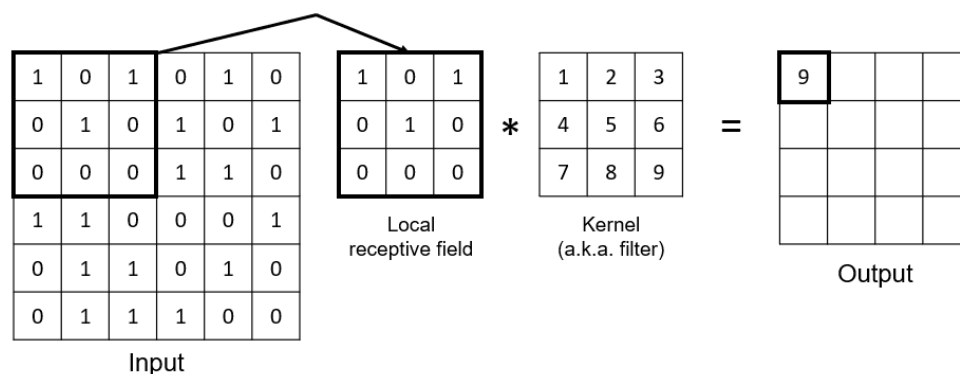 1 0 1 0 1 0
0 1 0 1 0 1
0 0 0 1 1 0
1 1 0 0 0 1
0 1 1 0 1 0
0 1 1 1 0 0
Input
1 0 1
0 1 0
0 0 0
Local
receptive field
*
1 2 3
4 5 6
7 8 9
Kernel
(a.k.a. filter)
=
9
Output